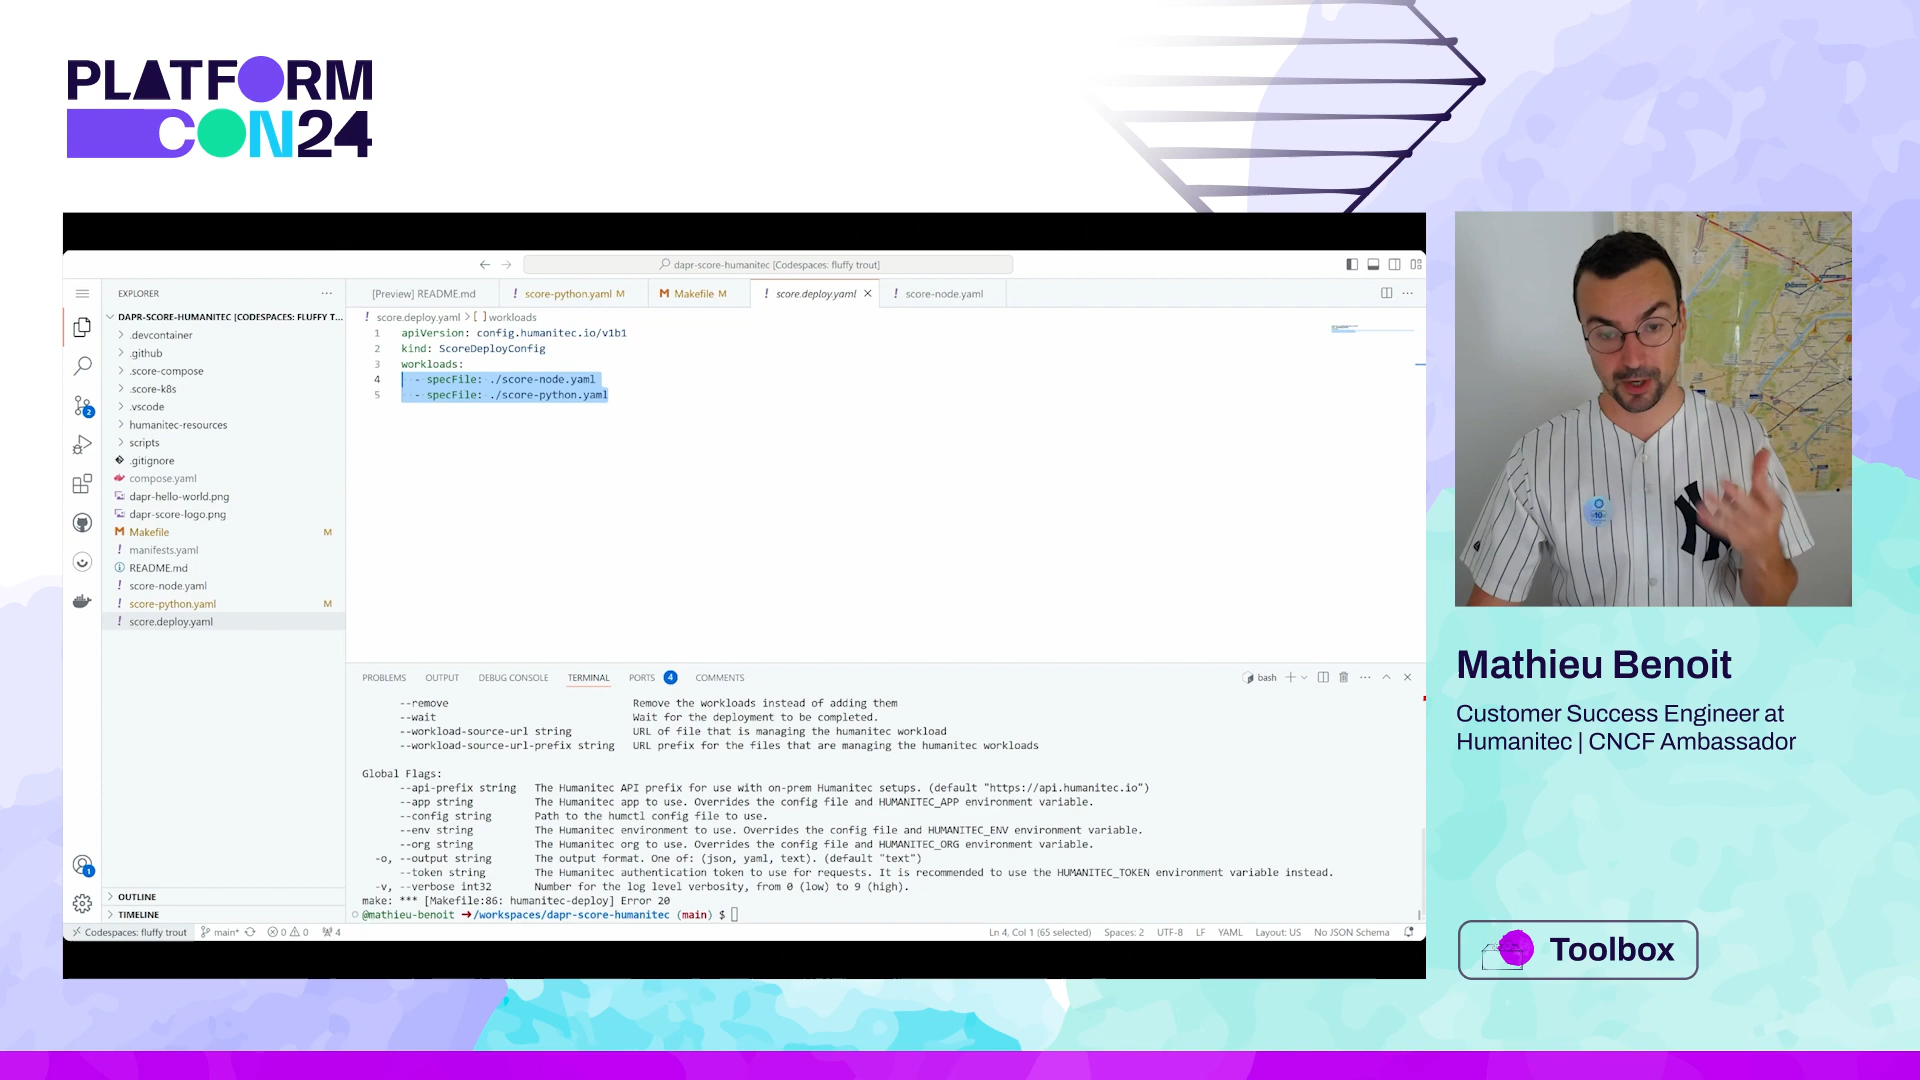 PLATFORM
CON24
dapr-score-humanitec [Codespaces: fluffy trout]
EXPLORER
[Preview] README.md
score-python.yaml M
Makefile M
score.deploy.yaml
score-node.yaml
DAPR-SCORE-HUMANITEC [CODESPACES: FLUFFY T...
.devcontainer
.github
.score-compose
.score-k8s
.vscode
humanitec-resources
scripts
.gitignore
compose.yaml
dapr-hello-world.png
dapr-score-logo.png
Makefile M
manifests.yaml
README.md
score-node.yaml
score-python.yaml M
score.deploy.yaml
score.deploy.yaml > [ ] workloads
1 apiVersion: config.humanitec.io/v1b1
2 kind: ScoreDeployConfig
3 workloads:
4 - specFile: ./score-node.yaml
5 - specFile: ./score-python.yaml
PROBLEMS OUTPUT DEBUG CONSOLE TERMINAL PORTS 4 COMMENTS
bash
--remove Remove the workloads instead of adding them
--wait Wait for the deployment to be completed.
--workload-source-url string URL of file that is managing the humanitec workload
--workload-source-url-prefix string URL prefix for the files that are managing the humanitec workloads
Global Flags:
--api-prefix string The Humanitec API prefix for use with on-prem Humanitec setups. (default "https://api.humanitec.io")
--app string The Humanitec app to use. Overrides the config file and HUMANITEC_APP environment variable.
--config string Path to the humctl config file to use.
--env string The Humanitec environment to use. Overrides the config file and HUMANITEC_ENV environment variable.
--org string The Humanitec org to use. Overrides the config file and HUMANITEC_ORG environment variable.
-o, --output string The output format. One of: (json, yaml, text). (default "text")
--token string The Humanitec authentication token to use for requests. It is recommended to use the HUMANITEC_TOKEN environment variable instead.
-v, --verbose int32 Number for the log level verbosity, from 0 (low) to 9 (high).
make: *** [Makefile:86: humanitec-deploy] Error 20
@mathieu-benoit ➜ /workspaces/dapr-score-humanitec (main) $
2
1
OUTLINE
TIMELINE
Codespaces: fluffy trout main* 0 0 4
Ln 4, Col 1 (65 selected) Spaces: 2 UTF-8 LF YAML Layout: US No JSON Schema
Mathieu Benoit
Customer Success Engineer at
Humanitec | CNCF Ambassador
Toolbox